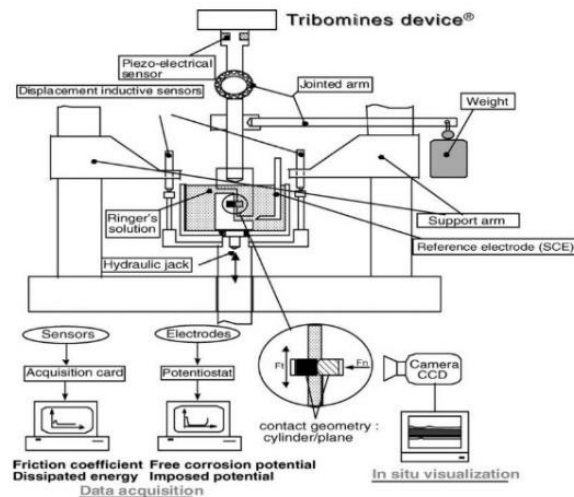 Tribomines device®
Piezo-electrical
sensor
Displacement inductive sensors
Jointed arm
Weight
Ringer's
solution
Support arm
Reference electrode (SCE)
Hydraulic jack
Sensors
Electrodes
Acquisition card
Potentiostat
Ft
Fn
Camera
CCD
contact geometry :
cylinder/plane
Friction coefficient
Dissipated energy
Free corrosion potential
Imposed potential
Data acquisition
In situ visualization